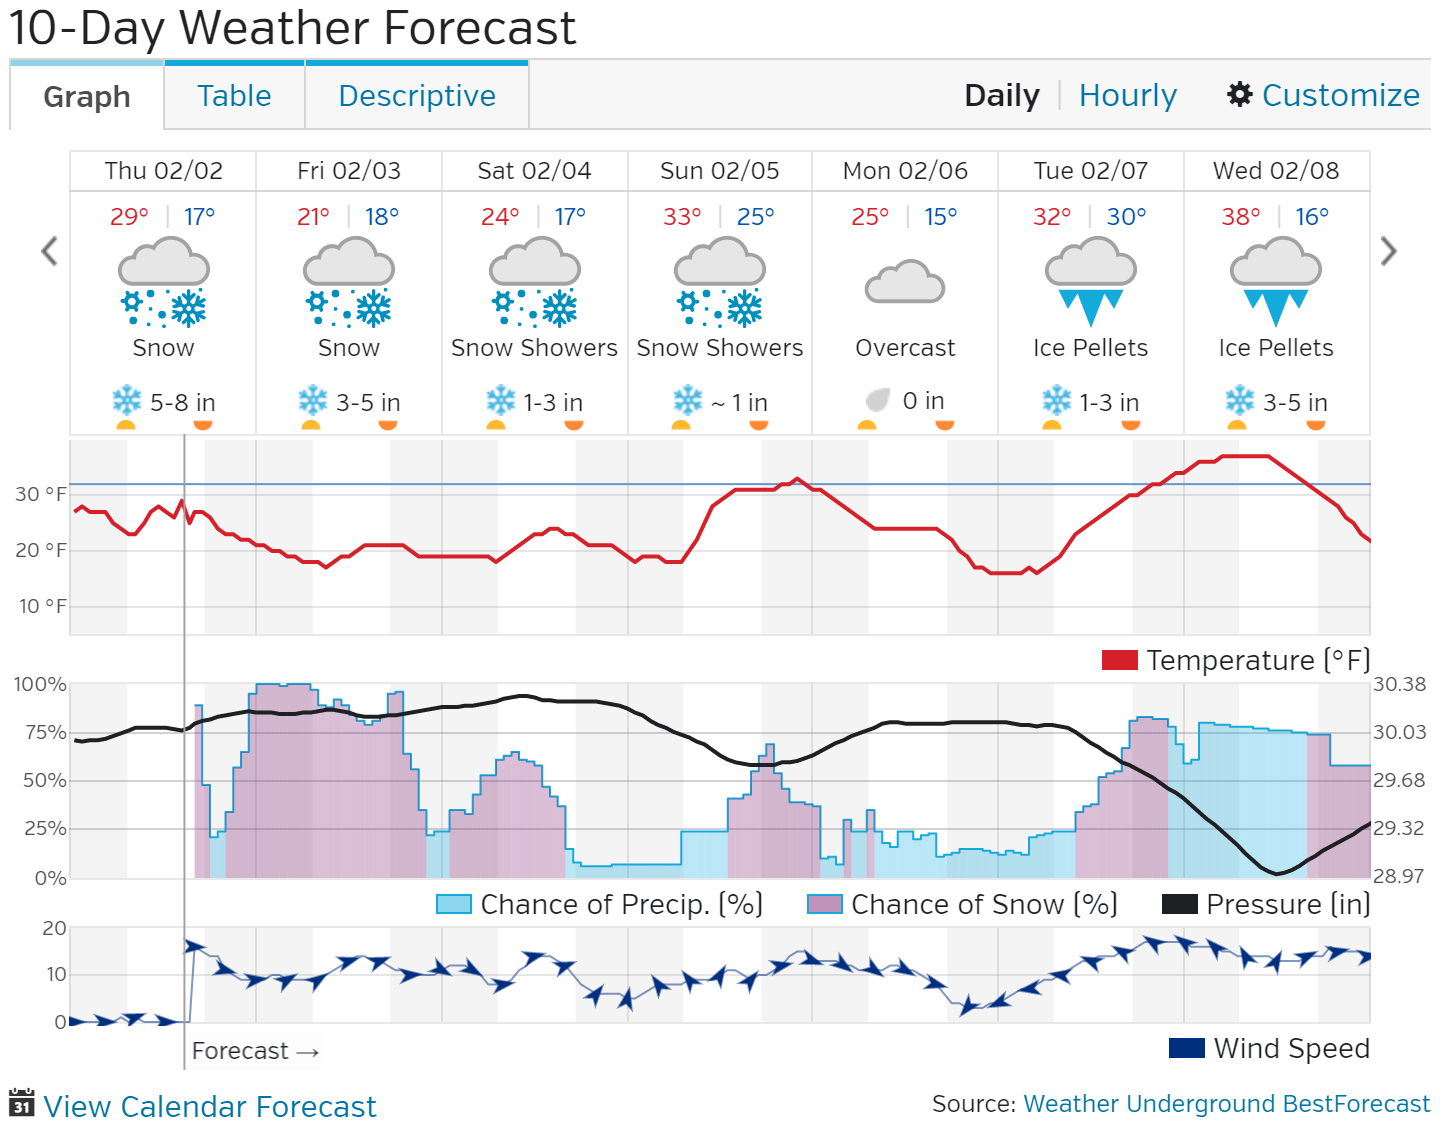 10-Day Weather Forecast
Graph Table Descriptive Daily Hourly Customize
Thu 02/02 Fri 02/03 Sat 02/04 Sun 02/05 Mon 02/06 Tue 02/07 Wed 02/08
29° 17° 21° 18° 24° 17° 33° 25° 25° 15° 32° 30° 38° 16°
Snow Snow Snow Showers Snow Showers Overcast Ice Pellets Ice Pellets
5-8 in 3-5 in 1-3 in ~ 1 in 0 in 1-3 in 3-5 in
30 °F
20 °F
10 °F
Temperature (°F)
100% 30.38
75% 30.03
50% 29.68
25% 29.32
0% 28.97
Chance of Precip. (%) Chance of Snow (%) Pressure (in)
20
10
0
Forecast →
Wind Speed
31 View Calendar Forecast Source: Weather Underground BestForecast